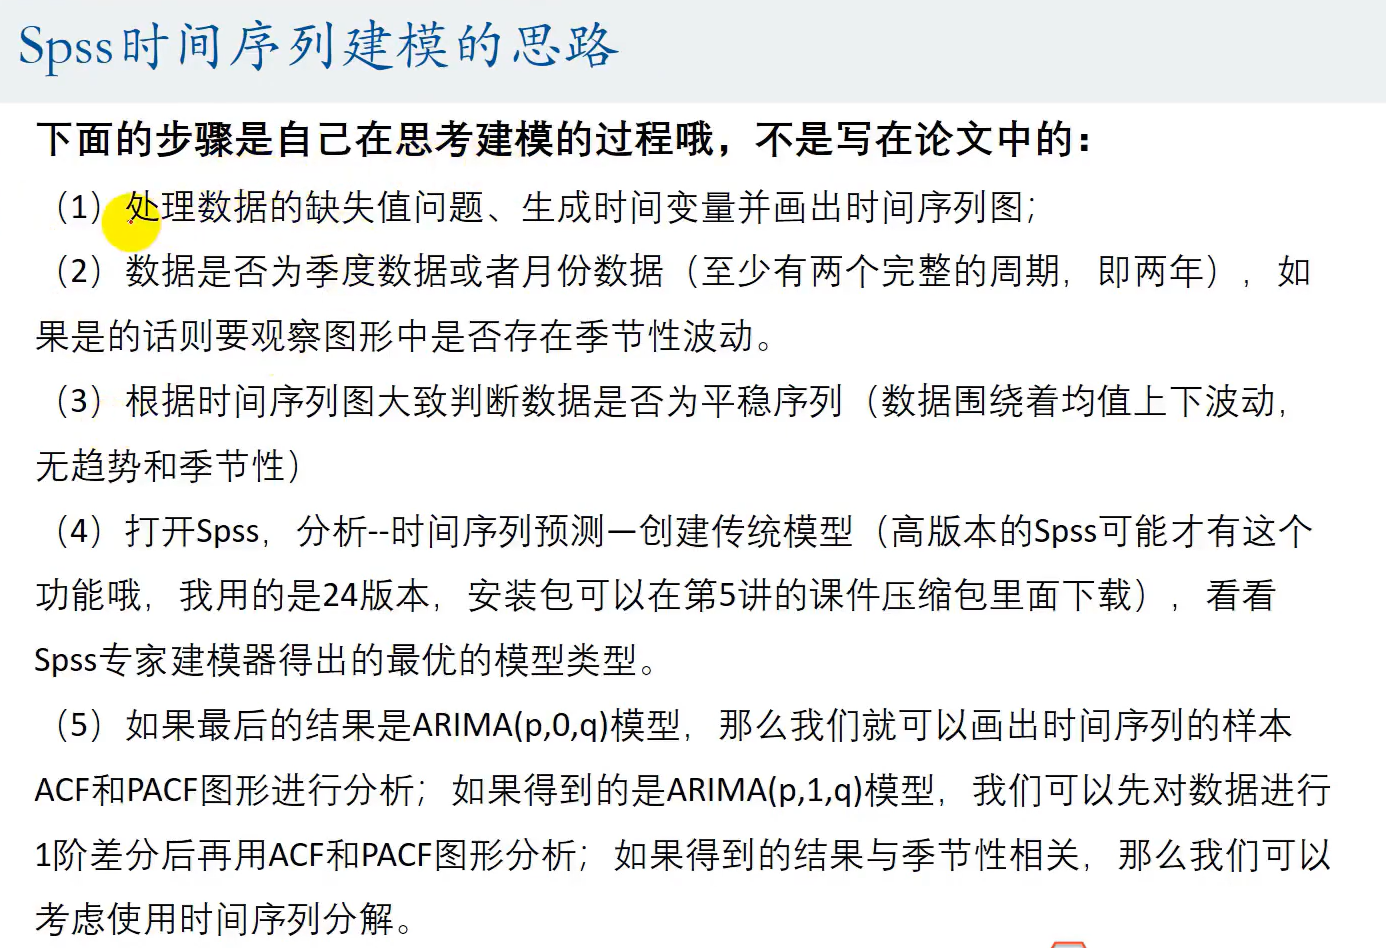 Spss时间序列建模的思路
下面的步骤是自己在思考建模的过程哦，不是写在论文中的：
（1）处理数据的缺失值问题、生成时间变量并画出时间序列图；
（2）数据是否为季度数据或者月份数据（至少有两个完整的周期，即两年），如
果是的话则要观察图形中是否存在季节性波动。
（3）根据时间序列图大致判断数据是否为平稳序列（数据围绕着均值上下波动，
无趋势和季节性）
（4）打开Spss，分析--时间序列预测—创建传统模型（高版本的Spss可能才有这个
功能哦，我用的是24版本，安装包可以在第5讲的课件压缩包里面下载），看看
Spss专家建模器得出的最优的模型类型。
（5）如果最后的结果是ARIMA(p,0,q)模型，那么我们就可以画出时间序列的样本
ACF和PACF图形进行分析；如果得到的是ARIMA(p,1,q)模型，我们可以先对数据进行
1阶差分后再用ACF和PACF图形分析；如果得到的结果与季节性相关，那么我们可以
考虑使用时间序列分解。